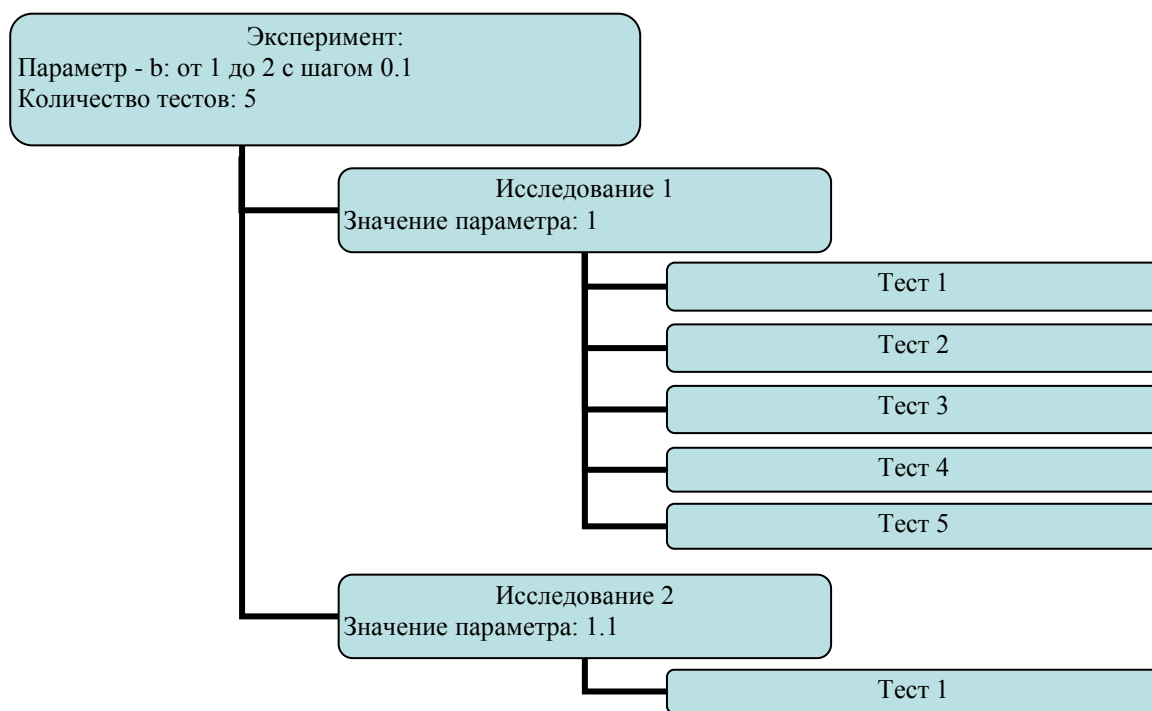 Эксперимент:
Параметр - b: от 1 до 2 с шагом 0.1
Количество тестов: 5
Исследование 1
Значение параметра: 1
Тест 1
Тест 2
Тест 3
Тест 4
Тест 5
Исследование 2
Значение параметра: 1.1
Тест 1